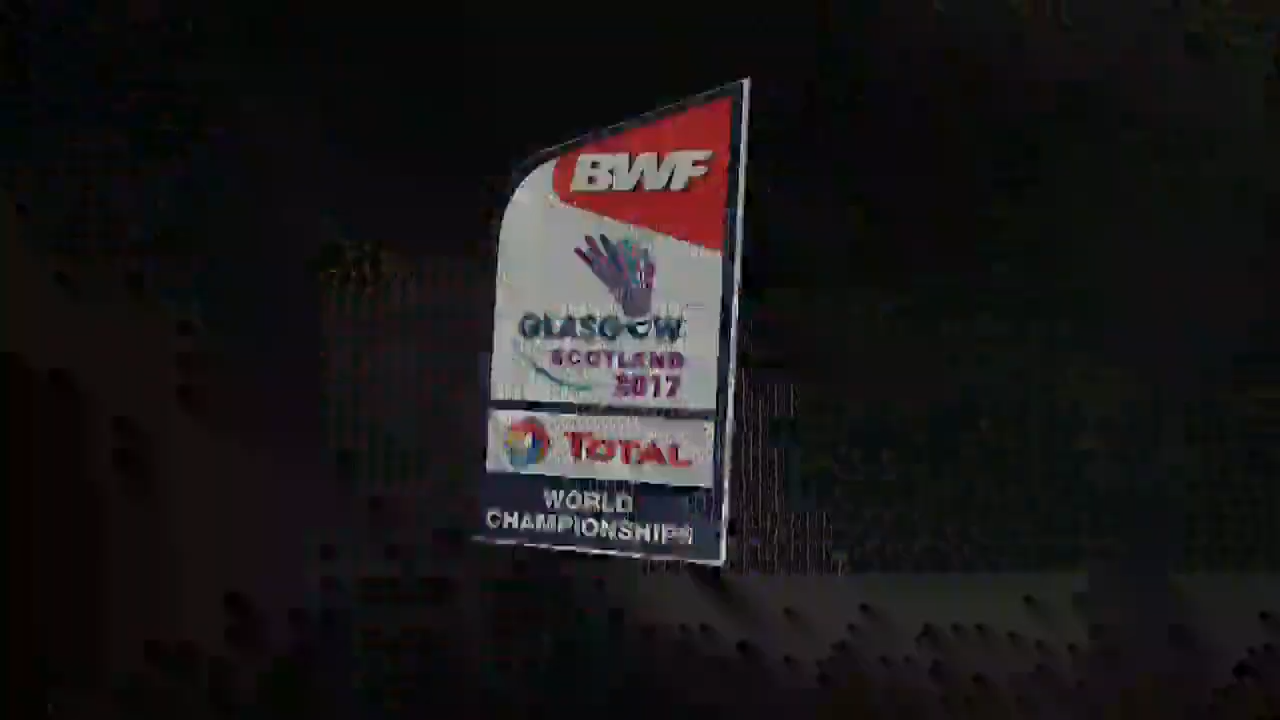 BWF
GLASGOW
SCOTLAND
2017
TOTAL
WORLD
CHAMPIONSHIPS